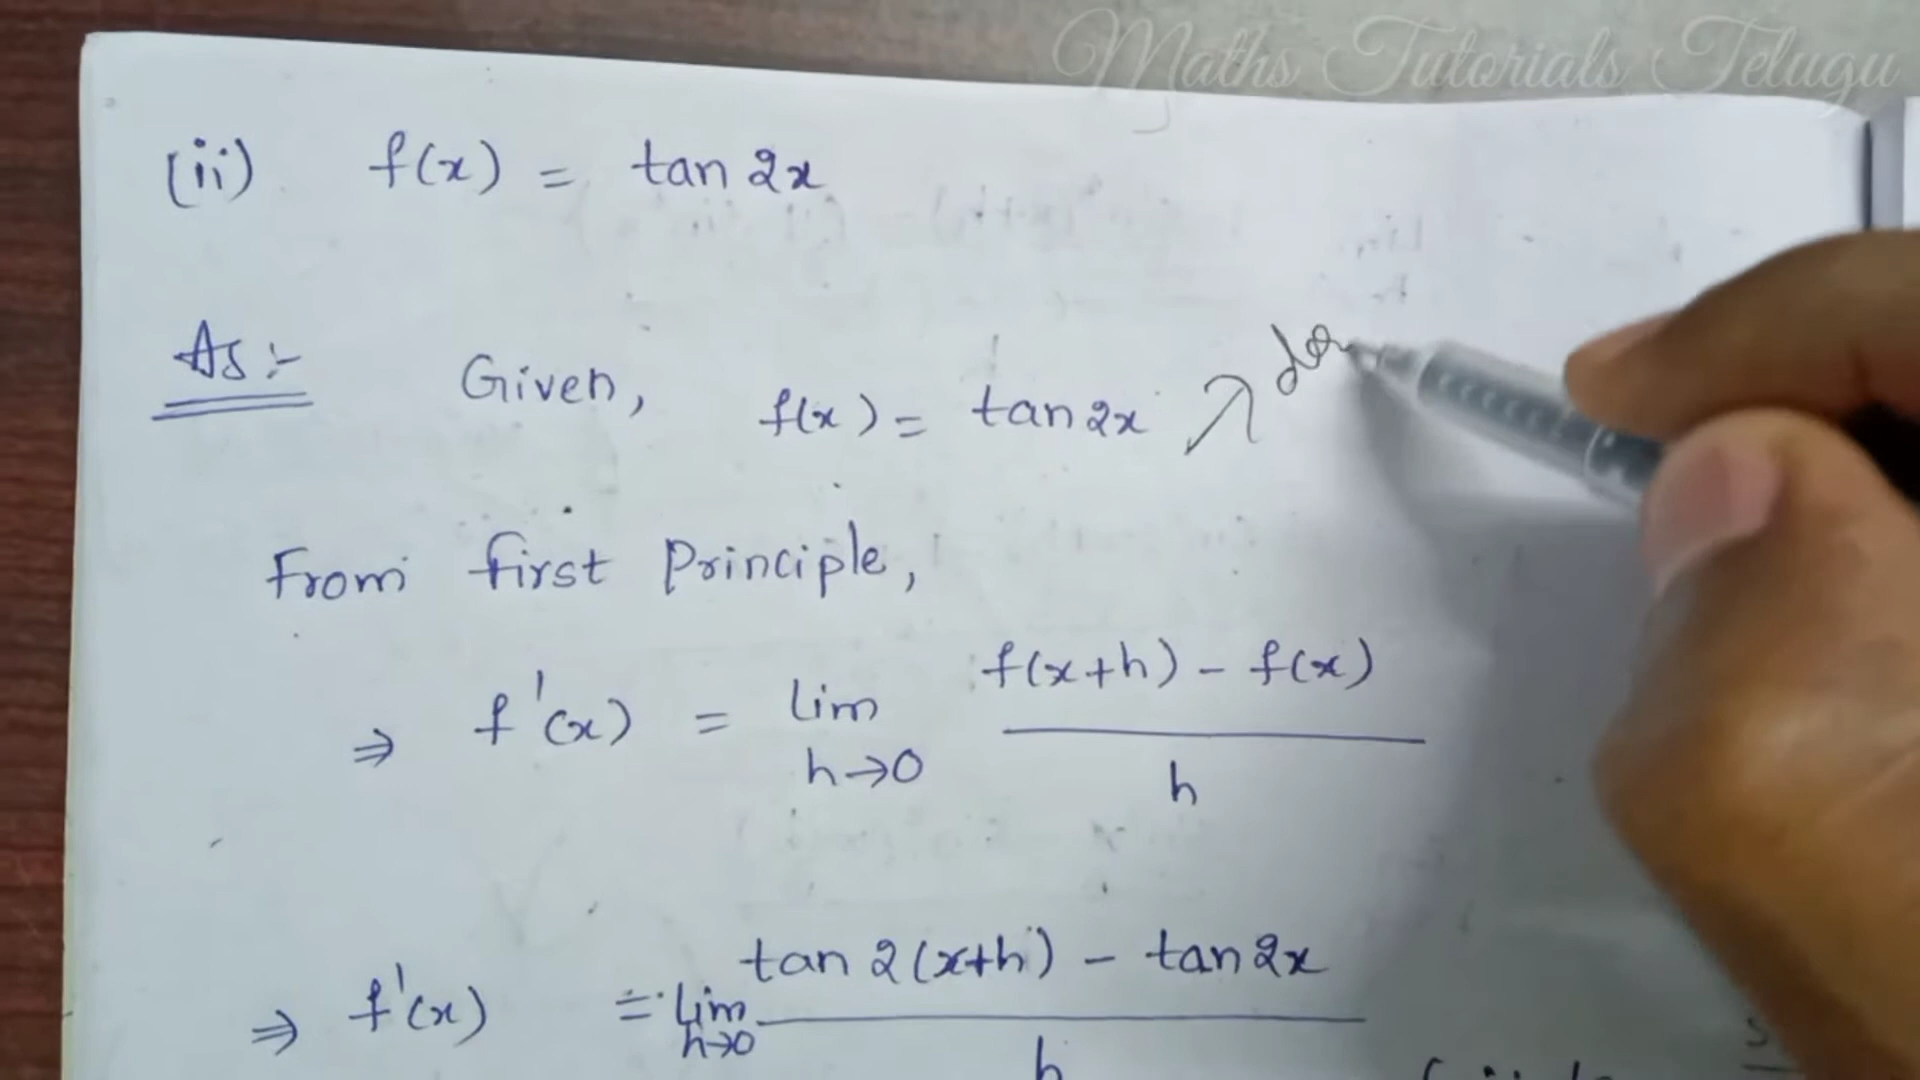 Maths Tutorials Telugu
(ii) f(x) = tan 2x
As :-
Given, f(x) = tan 2x ↗
From first Principle,
⇒ f'(x) = lim h→0 f(x+h) - f(x) / h
⇒ f'(x) = lim h→0 tan 2(x+h) - tan 2x / h